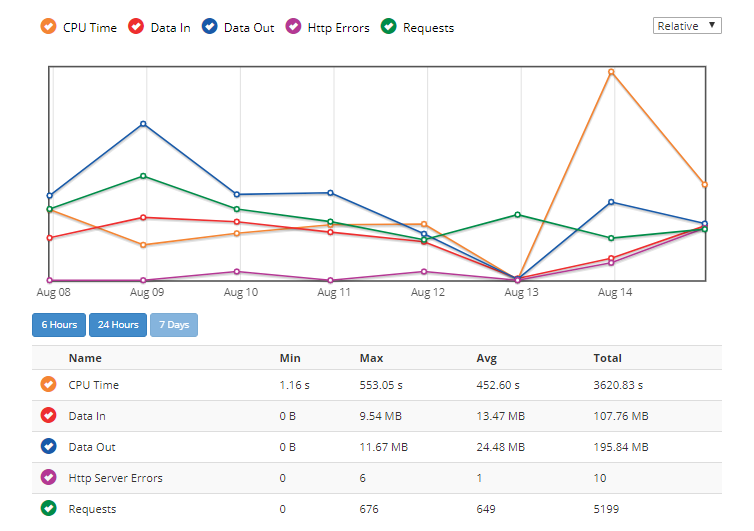 CPU Time Data In Data Out Http Errors Requests Relative
Aug 08 Aug 09 Aug 10 Aug 11 Aug 12 Aug 13 Aug 14
6 Hours 24 Hours 7 Days
Name Min Max Avg Total
CPU Time 1.16 s 553.05 s 452.60 s 3620.83 s
Data In 0 B 9.54 MB 13.47 MB 107.76 MB
Data Out 0 B 11.67 MB 24.48 MB 195.84 MB
Http Server Errors 0 6 1 10
Requests 0 676 649 5199